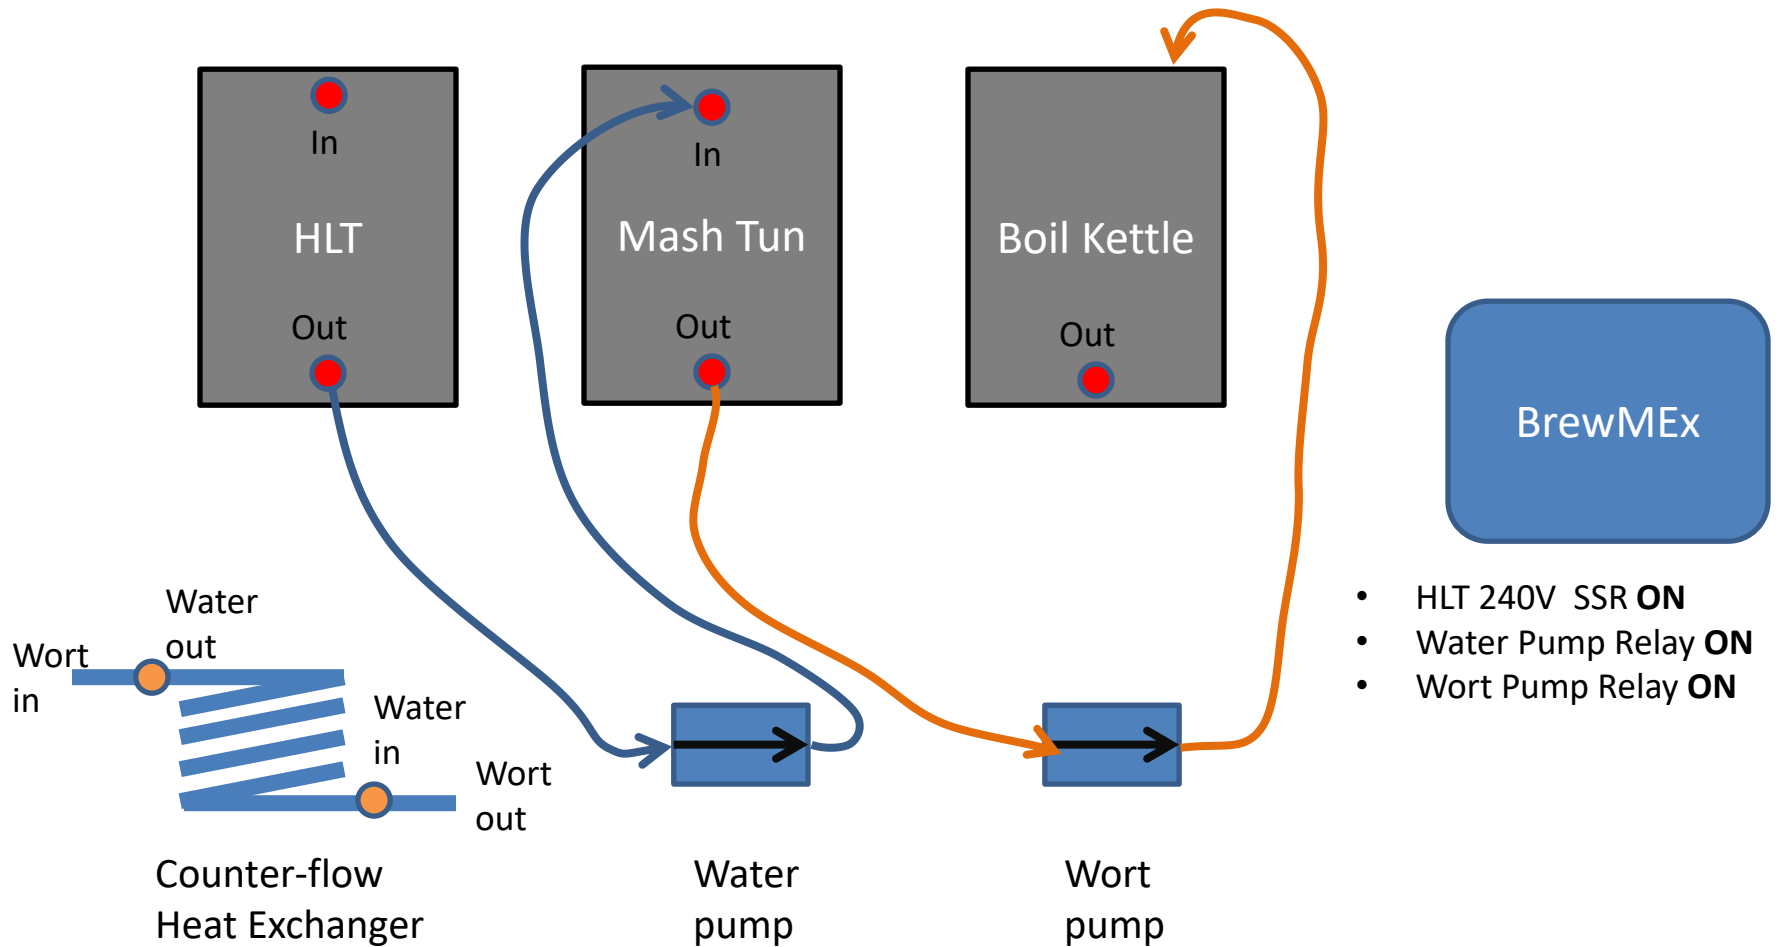 In
HLT
Out
In
Mash Tun
Out
Boil Kettle
Out
BrewMEx
• HLT 240V  SSR ON
• Water Pump Relay ON
• Wort Pump Relay ON
Water
out
Wort
in
Water
in
Wort
out
Counter-flow
Heat Exchanger
Water
pump
Wort
pump